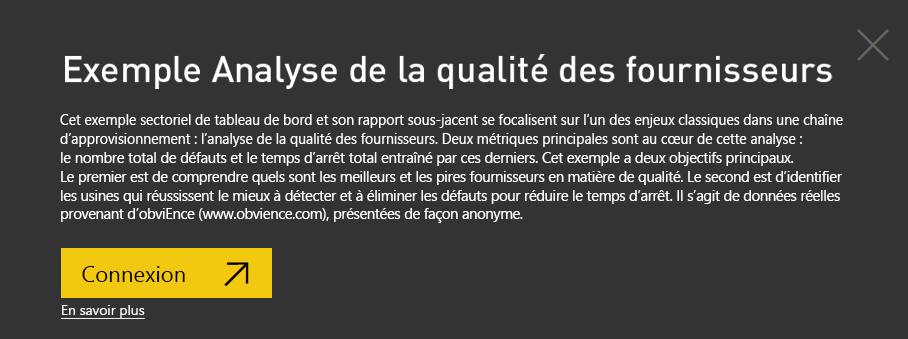 Exemple Analyse de la qualité des fournisseurs
Cet exemple sectoriel de tableau de bord et son rapport sous-jacent se focalisent sur l'un des enjeux classiques dans une chaîne
d'approvisionnement : l'analyse de la qualité des fournisseurs. Deux métriques principales sont au cœur de cette analyse :
le nombre total de défauts et le temps d'arrêt total entraîné par ces derniers. Cet exemple a deux objectifs principaux.
Le premier est de comprendre quels sont les meilleurs et les pires fournisseurs en matière de qualité. Le second est d'identifier
les usines qui réussissent le mieux à détecter et à éliminer les défauts pour réduire le temps d'arrêt. Il s'agit de données réelles
provenant d'obviEnce (www.obvience.com), présentées de façon anonyme.
Connexion
En savoir plus